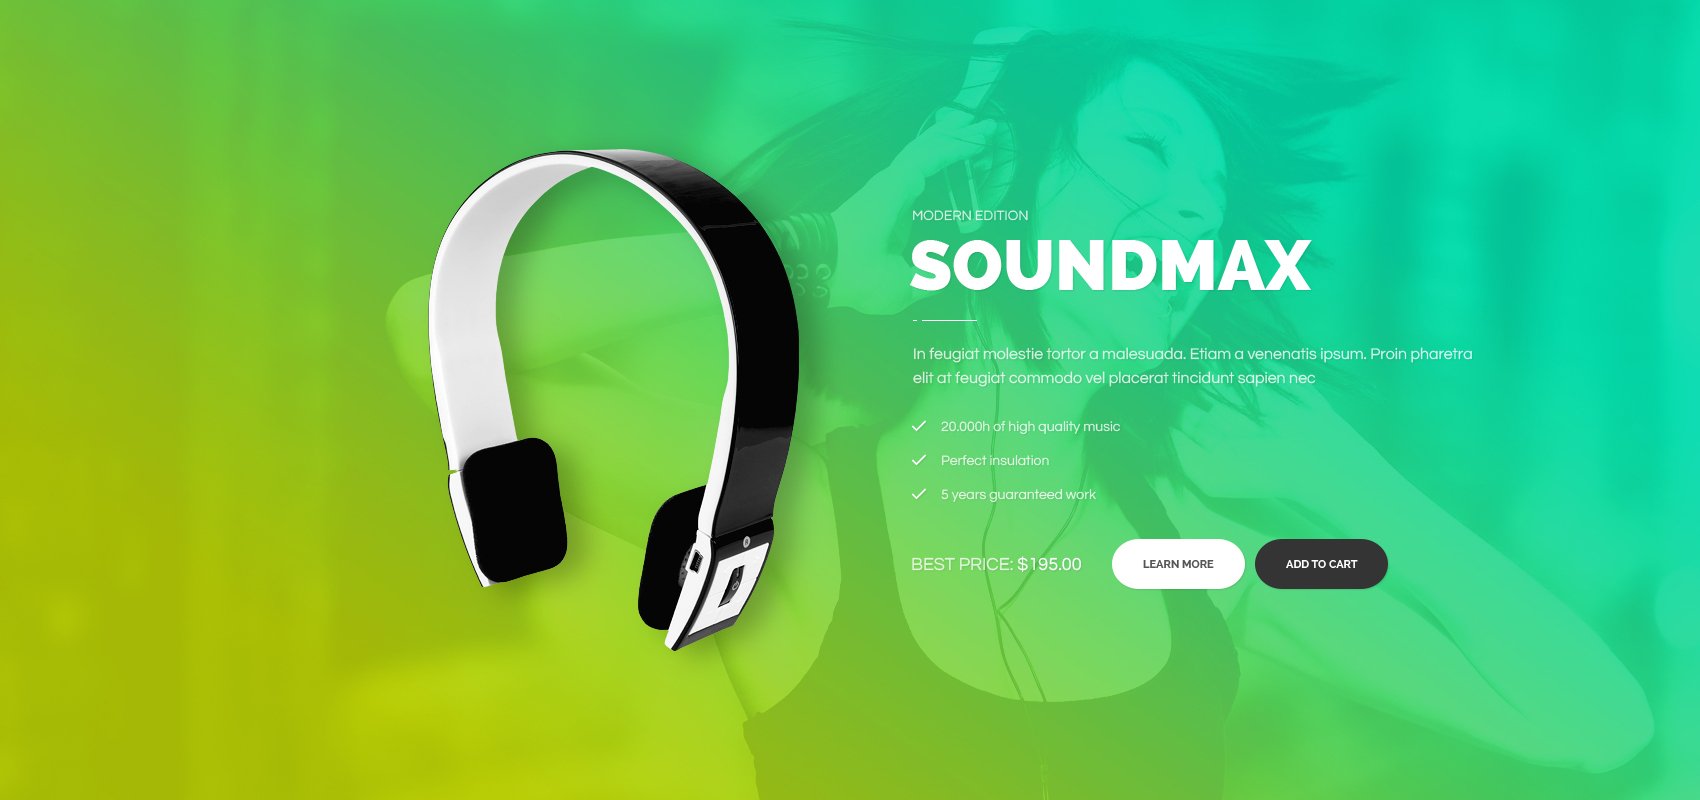 MODERN EDITION
SOUNDMAX
In feugiat molestie tortor a malesuada. Etiam a venenatis ipsum. Proin pharetra
elit at feugiat commodo vel placerat tincidunt sapien nec
20.000h of high quality music
Perfect insulation
5 years guaranteed work
BEST PRICE: $195.00
LEARN MORE
ADD TO CART